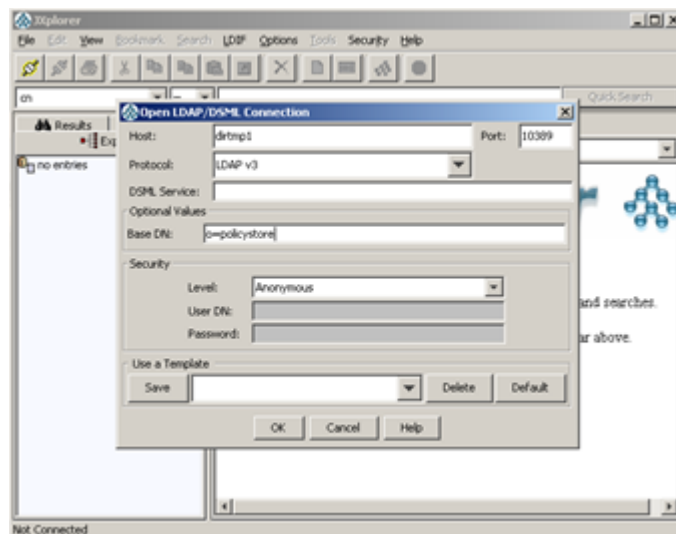 JXplorer
File Edit View Bookmark Search LDIF Options Tools Security Help
cn
Quick Search
Results
no entries
Open LDAP/DSML Connection
Host: dirtmp1 Port: 10389
Protocol: LDAP v3
DSML Service:
Optional Values
Base DN: o=policystore
Security
Level: Anonymous
User DN:
Password:
and searches.
ar above.
Use a Template
Save Delete Default
OK Cancel Help
Not Connected